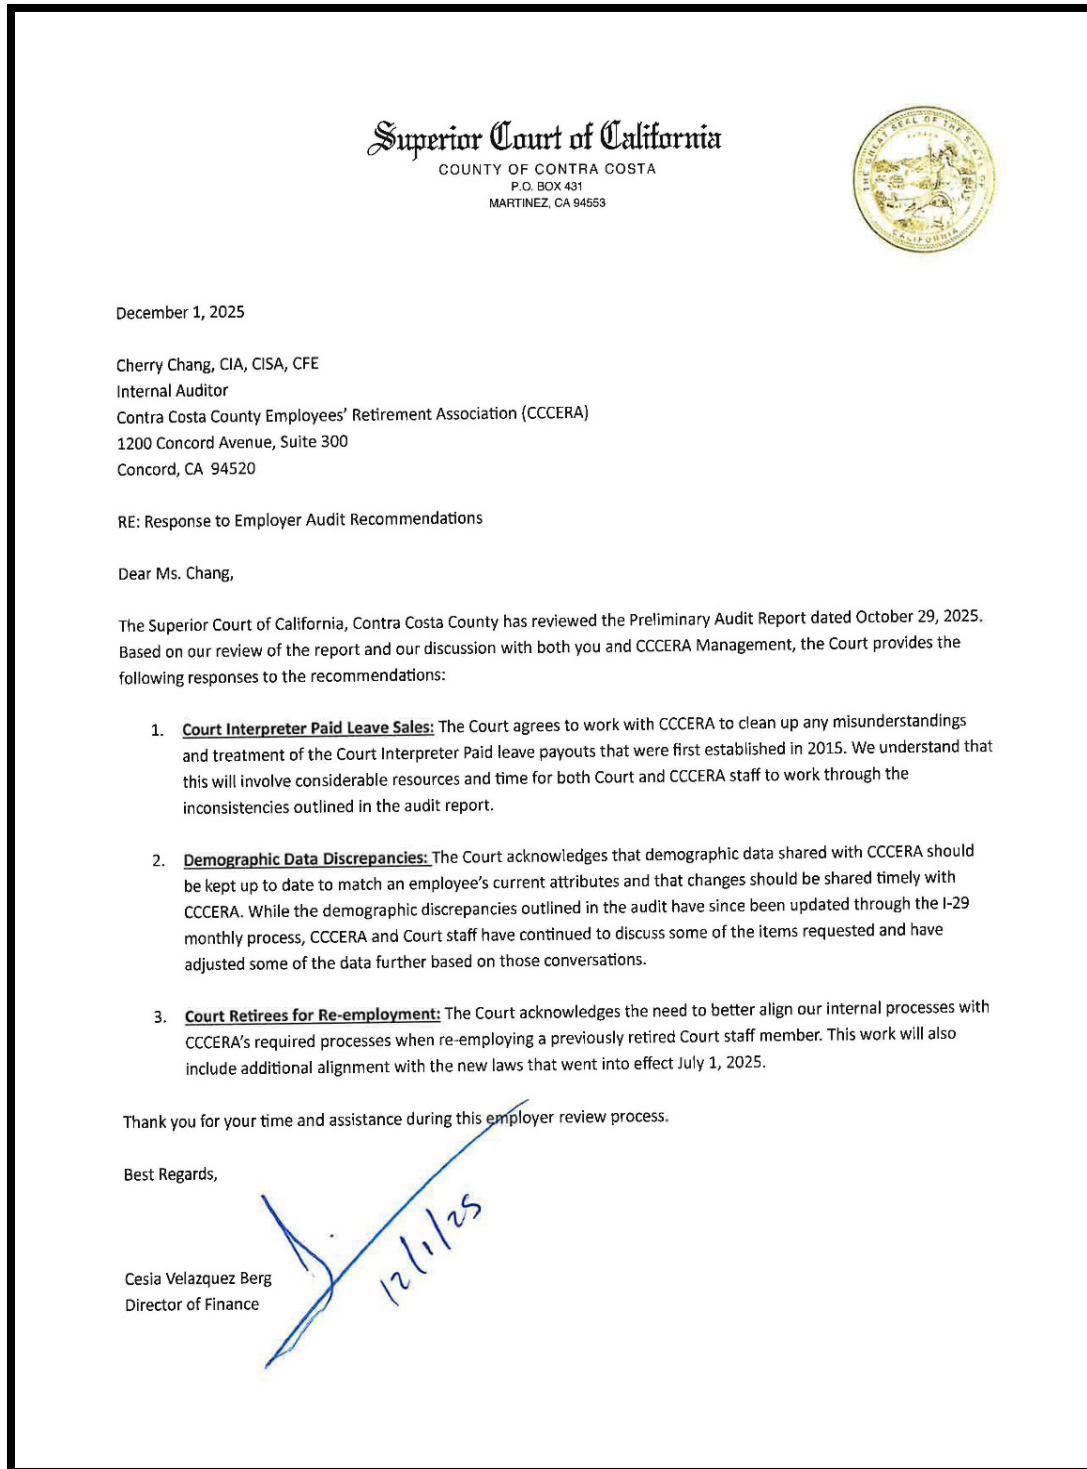 Superior Court of California
COUNTY OF CONTRA COSTA
P.O. BOX 431
MARTINEZ, CA 94553
THE GREAT SEAL OF THE STATE OF CALIFORNIA
December 1, 2025
Cherry Chang, CIA, CISA, CFE
Internal Auditor
Contra Costa County Employees' Retirement Association (CCCERA)
1200 Concord Avenue, Suite 300
Concord, CA 94520
RE: Response to Employer Audit Recommendations
Dear Ms. Chang,
The Superior Court of California, Contra Costa County has reviewed the Preliminary Audit Report dated October 29, 2025.
Based on our review of the report and our discussion with both you and CCCERA Management, the Court provides the
following responses to the recommendations:
1. Court Interpreter Paid Leave Sales: The Court agrees to work with CCCERA to clean up any misunderstandings
and treatment of the Court Interpreter Paid leave payouts that were first established in 2015. We understand that
this will involve considerable resources and time for both Court and CCCERA staff to work through the
inconsistencies outlined in the audit report.
2. Demographic Data Discrepancies: The Court acknowledges that demographic data shared with CCCERA should
be kept up to date to match an employee's current attributes and that changes should be shared timely with
CCCERA. While the demographic discrepancies outlined in the audit have since been updated through the I-29
monthly process, CCCERA and Court staff have continued to discuss some of the items requested and have
adjusted some of the data further based on those conversations.
3. Court Retirees for Re-employment: The Court acknowledges the need to better align our internal processes with
CCCERA's required processes when re-employing a previously retired Court staff member. This work will also
include additional alignment with the new laws that went into effect July 1, 2025.
Thank you for your time and assistance during this employer review process.
Best Regards,
12/1/25
Cesia Velazquez Berg
Director of Finance